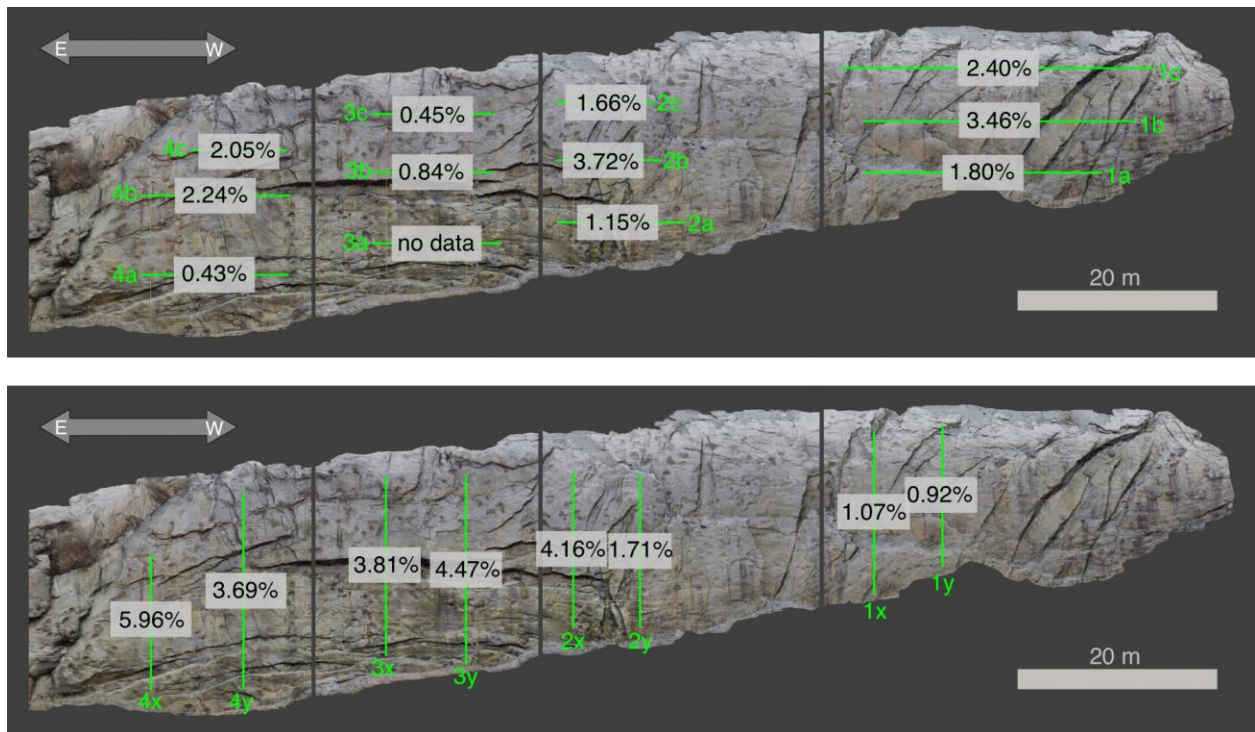 E W
2.40% 1c
3c 0.45% 1.66% 2c
3.46% 1b
4c 2.05%
3b 0.84% 3.72% 2b
1.80% 1a
4b 2.24%
1.15% 2a
3a no data
4a 0.43%
20 m
E W
0.92%
1.07%
4.16% 1.71%
3.81% 4.47%
3.69%
5.96%
1y
1x
2x 2y
3x 3y
4x 4y
20 m